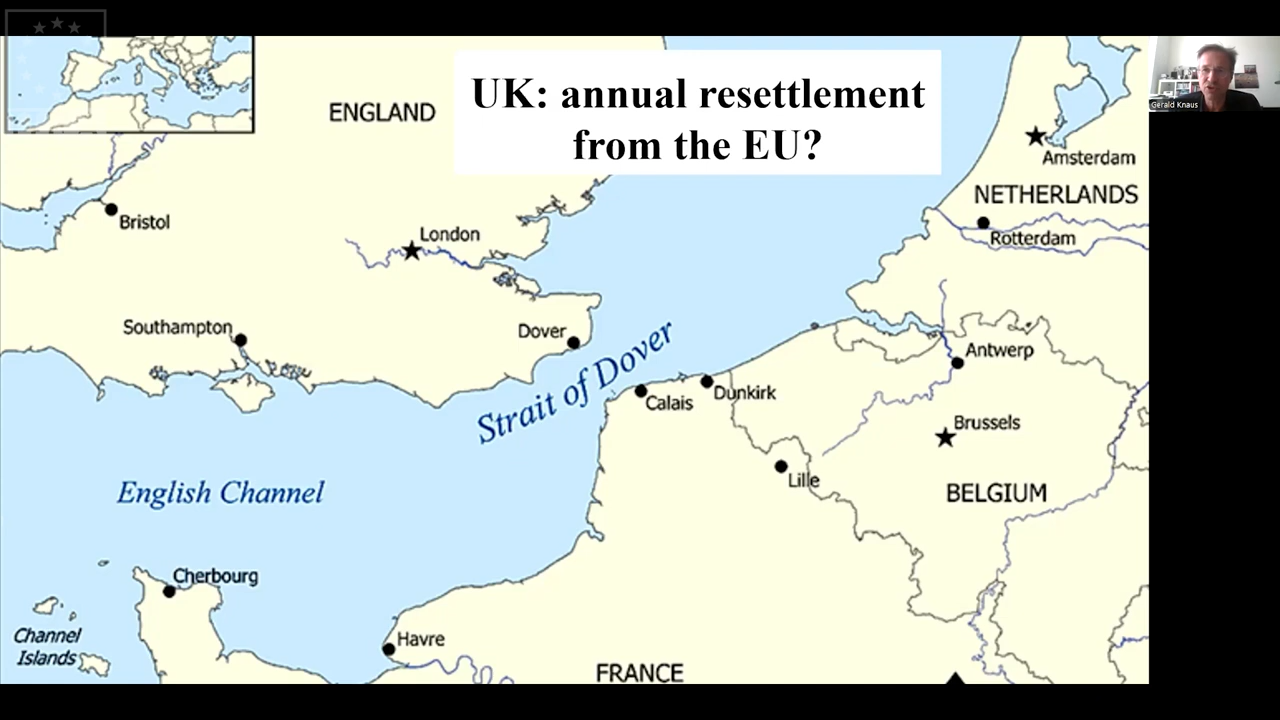 UK: annual resettlement
from the EU?
Gerald Knaus
ENGLAND
Amsterdam
NETHERLANDS
Bristol
London
Rotterdam
Southampton
Dover
Strait of Dover
Antwerp
Calais
Dunkirk
Brussels
Lille
English Channel
BELGIUM
Cherbourg
Channel
Islands
Havre
FRANCE